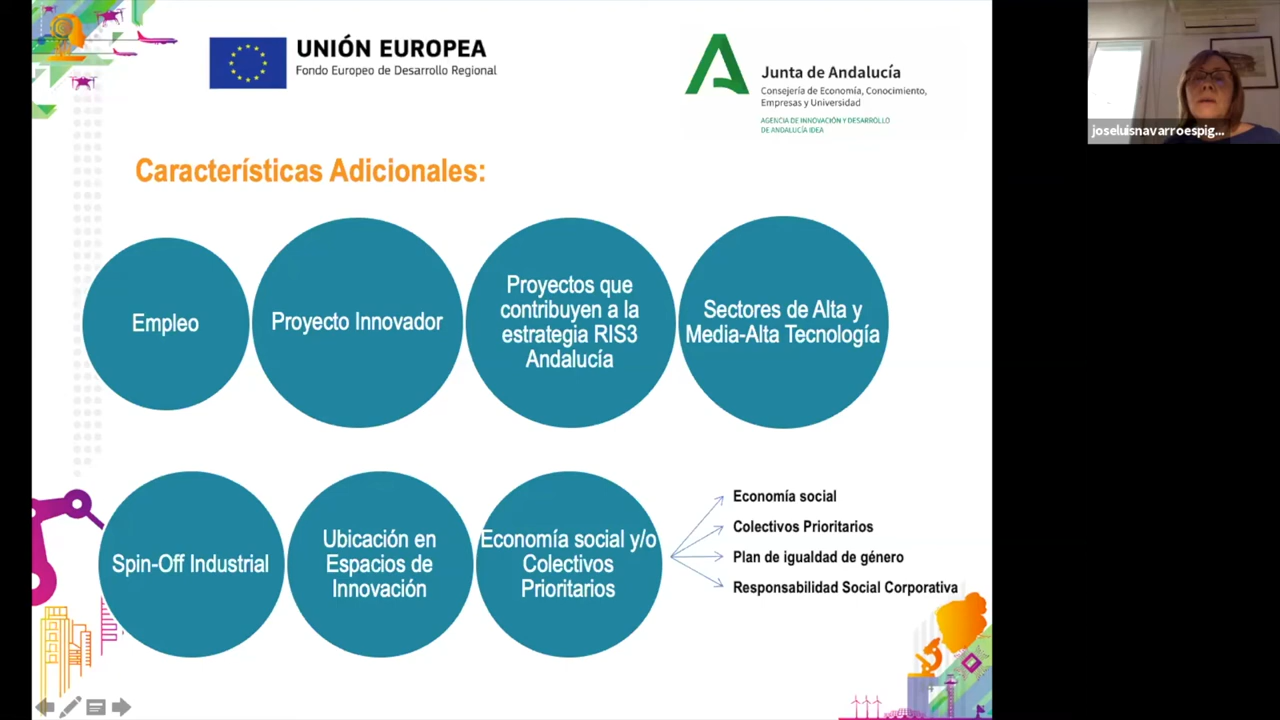 UNIÓN EUROPEA
Fondo Europeo de Desarrollo Regional
Junta de Andalucía
Consejería de Economía, Conocimiento,
Empresas y Universidad
AGENCIA DE INNOVACIÓN Y DESARROLLO
DE ANDALUCÍA IDEA
joseluisnavarroespig...
Características Adicionales:
Empleo
Proyecto Innovador
Proyectos que
contribuyen a la
estrategia RIS3
Andalucía
Sectores de Alta y
Media-Alta Tecnología
Spin-Off Industrial
Ubicación en
Espacios de
Innovación
Economía social y/o
Colectivos
Prioritarios
Economía social
Colectivos Prioritarios
Plan de igualdad de género
Responsabilidad Social Corporativa